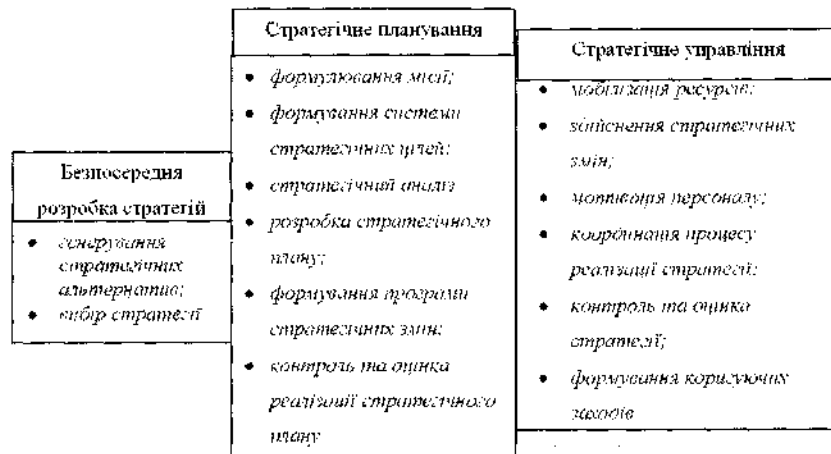 Безпосередня
розробка стратегій
• генерування
стратегічних
альтернатив;
• вибір стратегії
Стратегічне планування
• формулювання місії;
• формування системи
стратегічних цілей;
• стратегічний аналіз
• розробка стратегічного
плану;
• формування програми
стратегічних змін;
• контроль та оцінка
реалізації стратегічного
плану
Стратегічне управління
• мобілізація ресурсів;
• здійснення стратегічних
змін;
• мотивація персоналу;
• координація процесу
реалізації стратегії;
• контроль та оцінка
стратегії;
• формування коригуючих
заходів